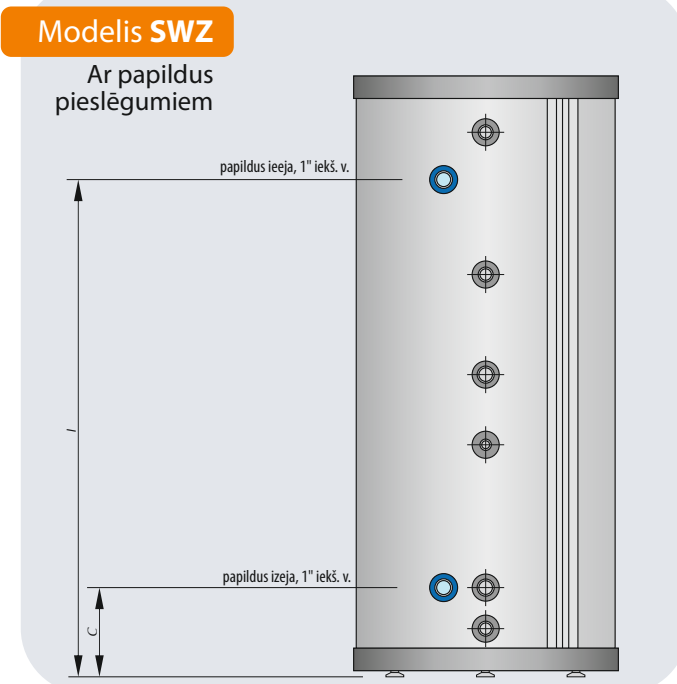 Modelis SWZ
Ar papildus
pieslēgumiem
papildus ieeja, 1" iekš. v.
I
papildus izeja, 1" iekš. v.
C